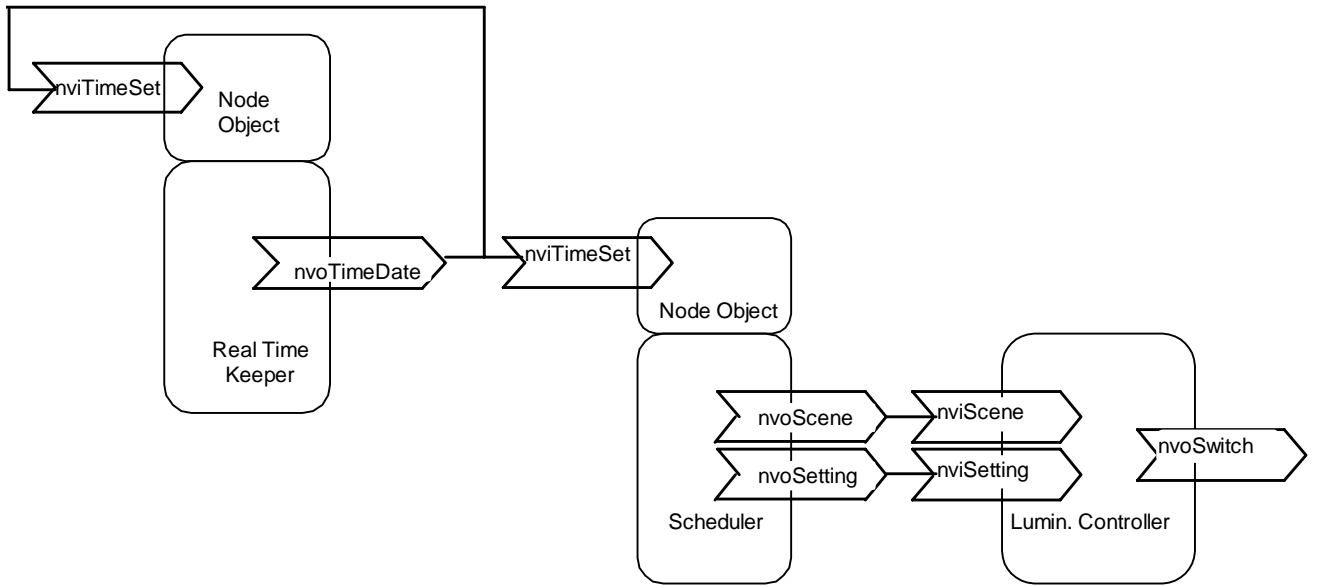 nviTimeSet
Node
Object
nvoTimeDate
Real Time
Keeper
nviTimeSet
Node Object
nvoScene
nvoSetting
Scheduler
nviScene
nviSetting
Lumin. Controller
nvoSwitch